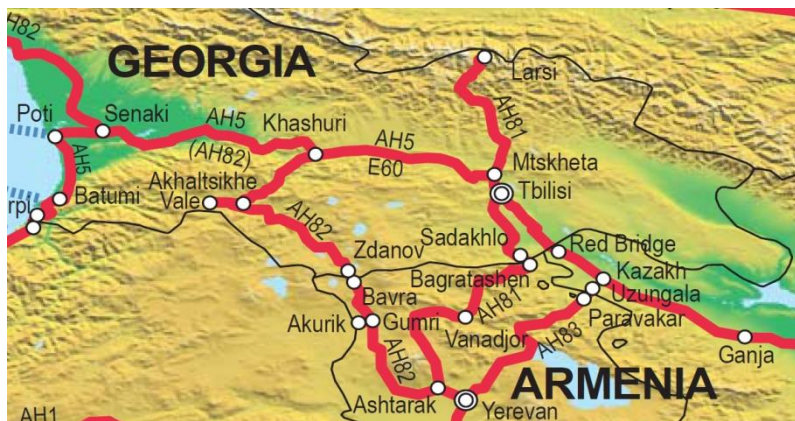 AH82
GEORGIA
Larsi
Poti
Senaki
AH5
Khashuri
AH5
AH81
(AH82)
E60
Mtskheta
AH5
Tbilisi
Batumi
Akhaltsikhe
Vale
rpi
AH82
Sadakhlo
Red Bridge
Zdanov
Bagratashen
Kazakh
Bavra
Uzungala
AH81
Paravakar
Akurik
Gumri
Vanadjor
AH83
Ganja
AH82
ARMENIA
Ashtarak
Yerevan
AH1